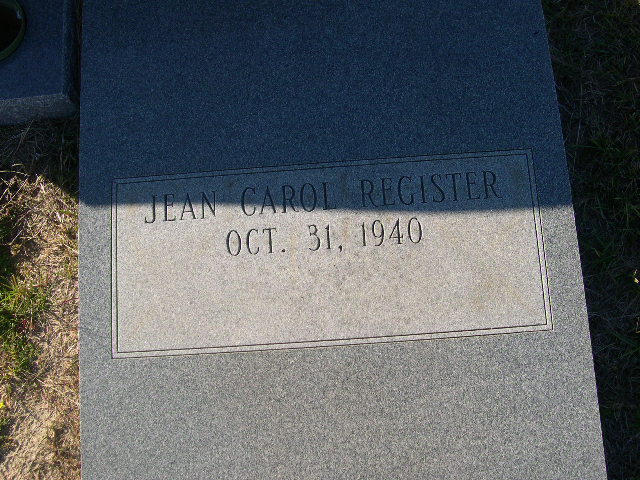 JEAN CAROL REGISTER
OCT. 31, 1940